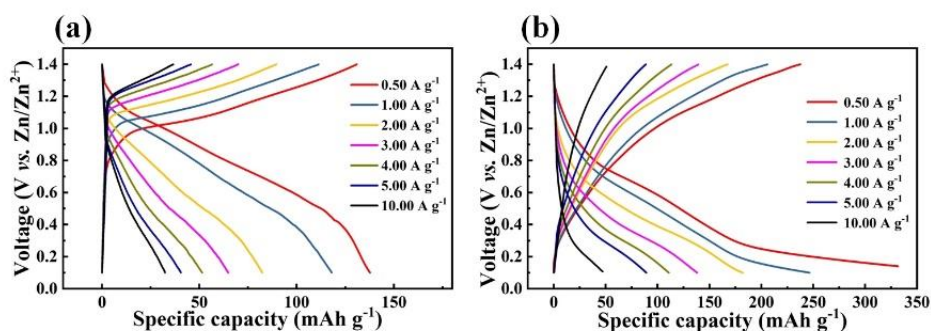 (a)
Voltage (V vs. Zn/Zn²⁺)
1.4
1.2
1.0
0.8
0.6
0.4
0.2
0.0
0.50 A g⁻¹
1.00 A g⁻¹
2.00 A g⁻¹
3.00 A g⁻¹
4.00 A g⁻¹
5.00 A g⁻¹
10.00 A g⁻¹
0 50 100 150
Specific capacity (mAh g⁻¹)
(b)
Voltage (V vs. Zn/Zn²⁺)
1.4
1.2
1.0
0.8
0.6
0.4
0.2
0.0
0.50 A g⁻¹
1.00 A g⁻¹
2.00 A g⁻¹
3.00 A g⁻¹
4.00 A g⁻¹
5.00 A g⁻¹
10.00 A g⁻¹
0 50 100 150 200 250 300 350
Specific capacity (mAh g⁻¹)